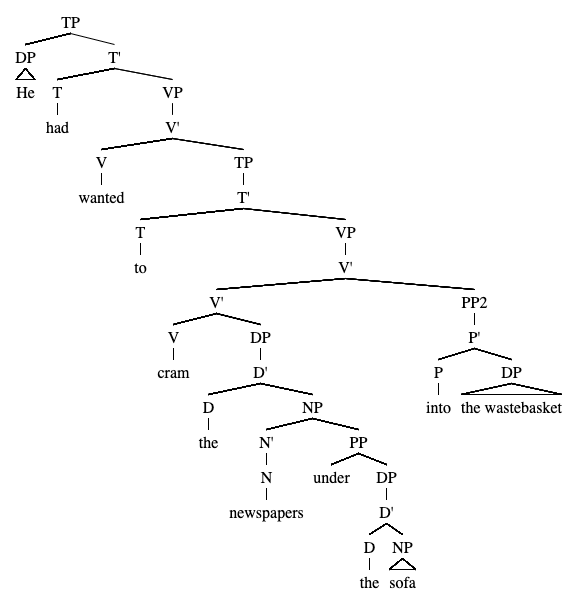 TP
DP T'
He T VP
had V'
V TP
wanted T'
T VP
to V'
V' PP2
V DP P'
cram D' P DP
D NP into the wastebasket
the N' PP
N under DP
newspapers D'
D NP
the sofa